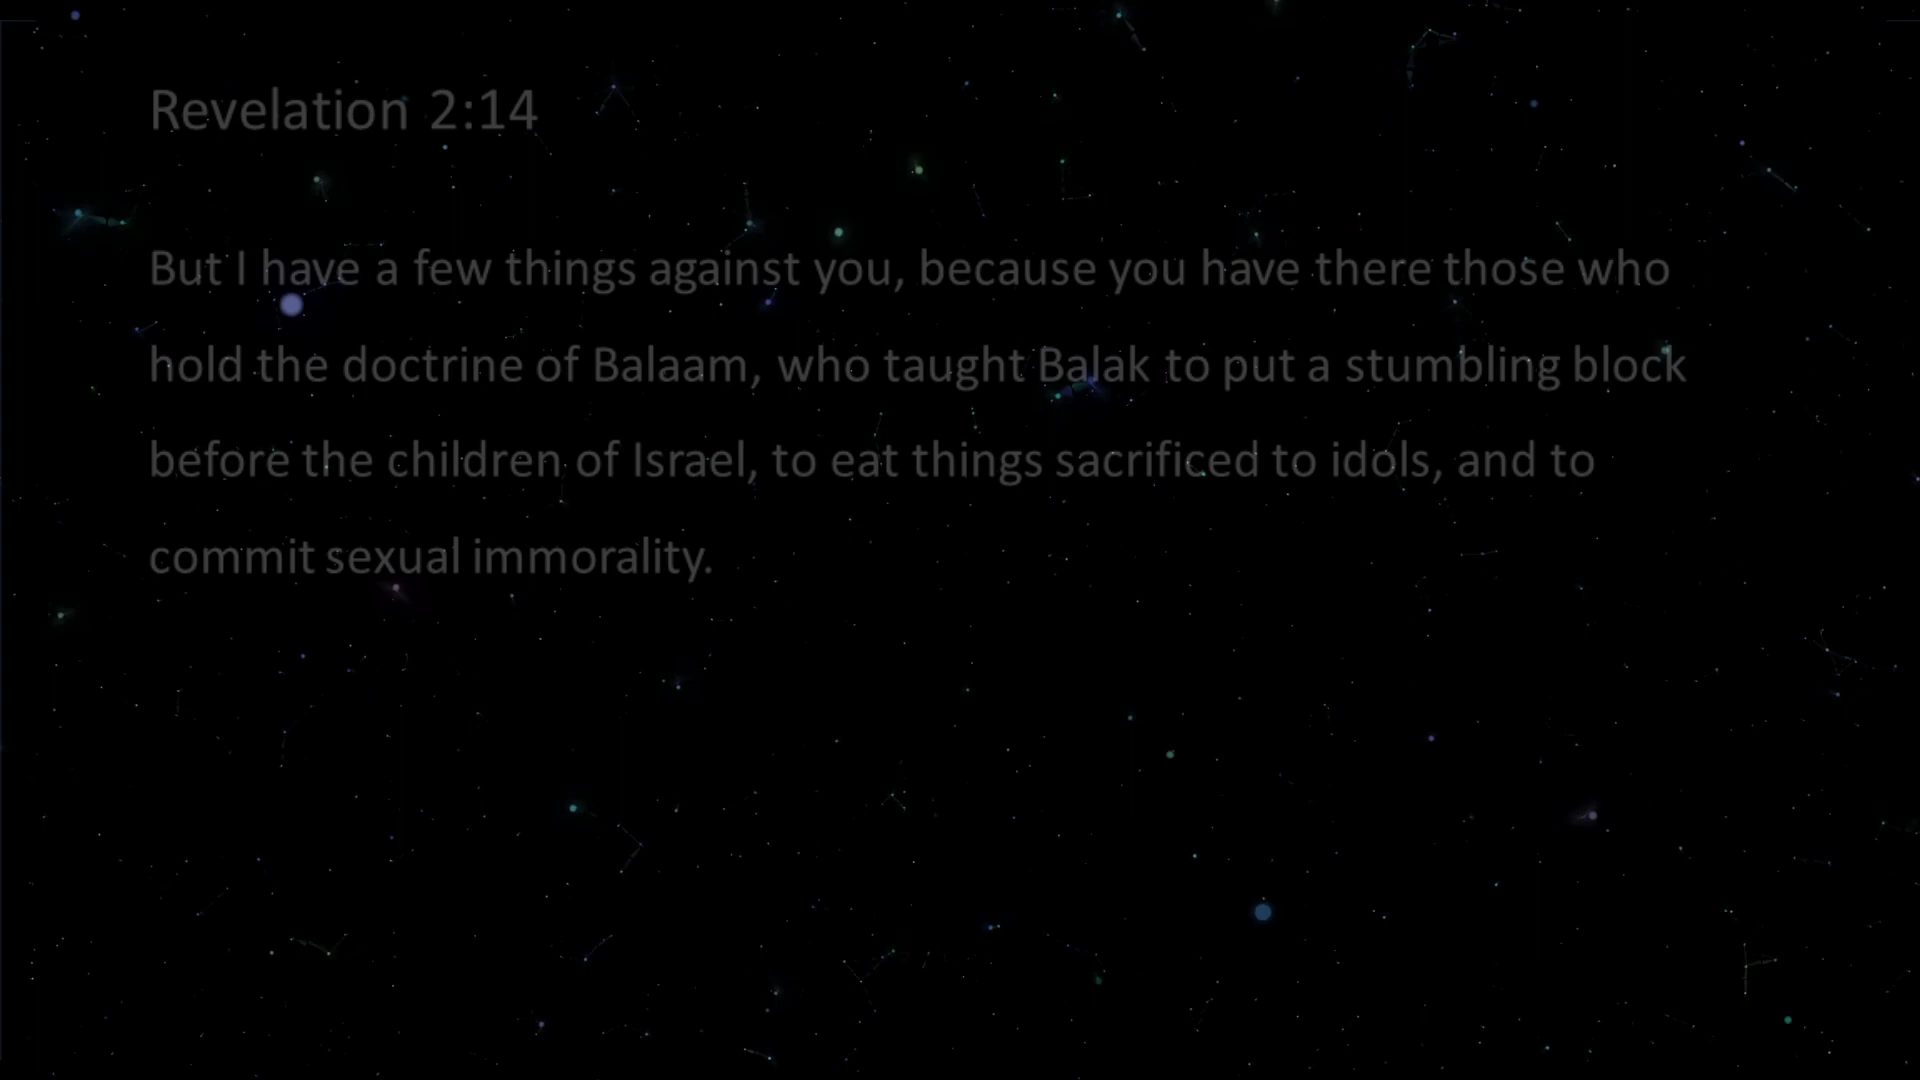 Revelation 2:14
But I have a few things against you, because you have there those who
hold the doctrine of Balaam, who taught Balak to put a stumbling block
before the children of Israel, to eat things sacrificed to idols, and to
commit sexual immorality.